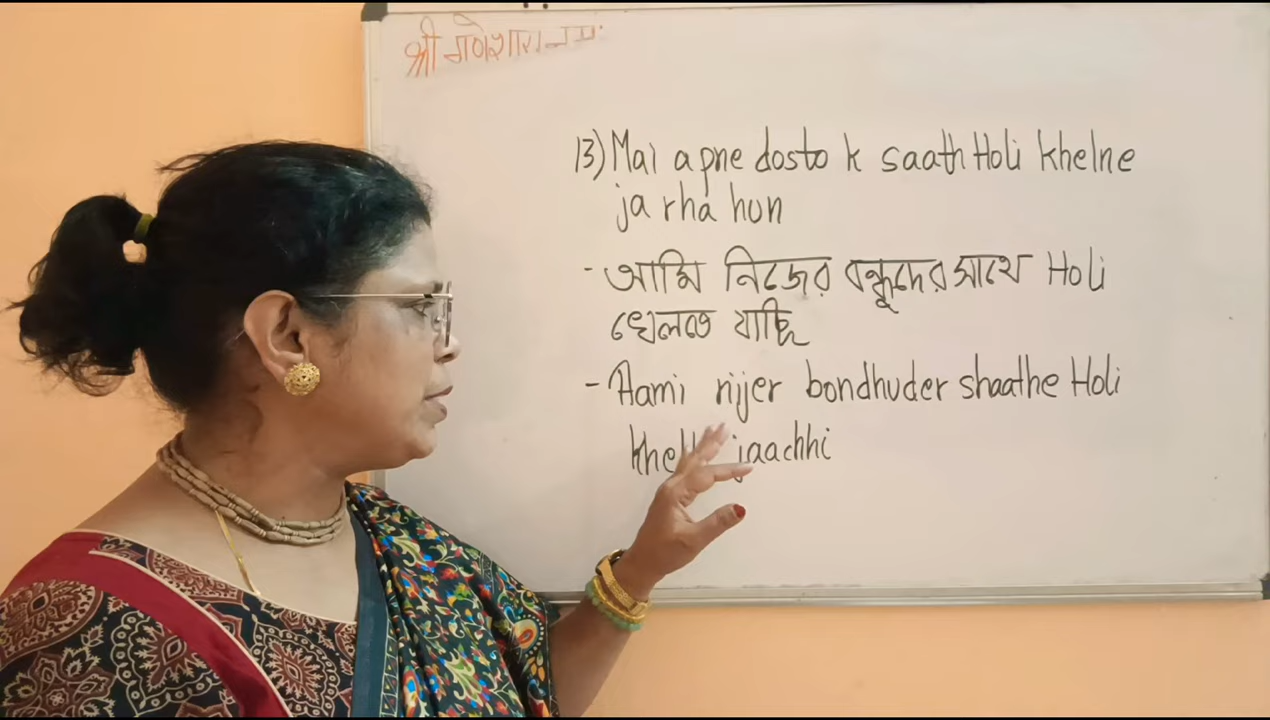 श्री गणेशाय नमः
13) Mai apne dosto k saath Holi khelne
ja rha hun
- আমি নিজের বন্ধুদের সাথে Holi
খেলতে যাচ্ছি
- Aami nijer bondhuder shaathe Holi
jaachhi